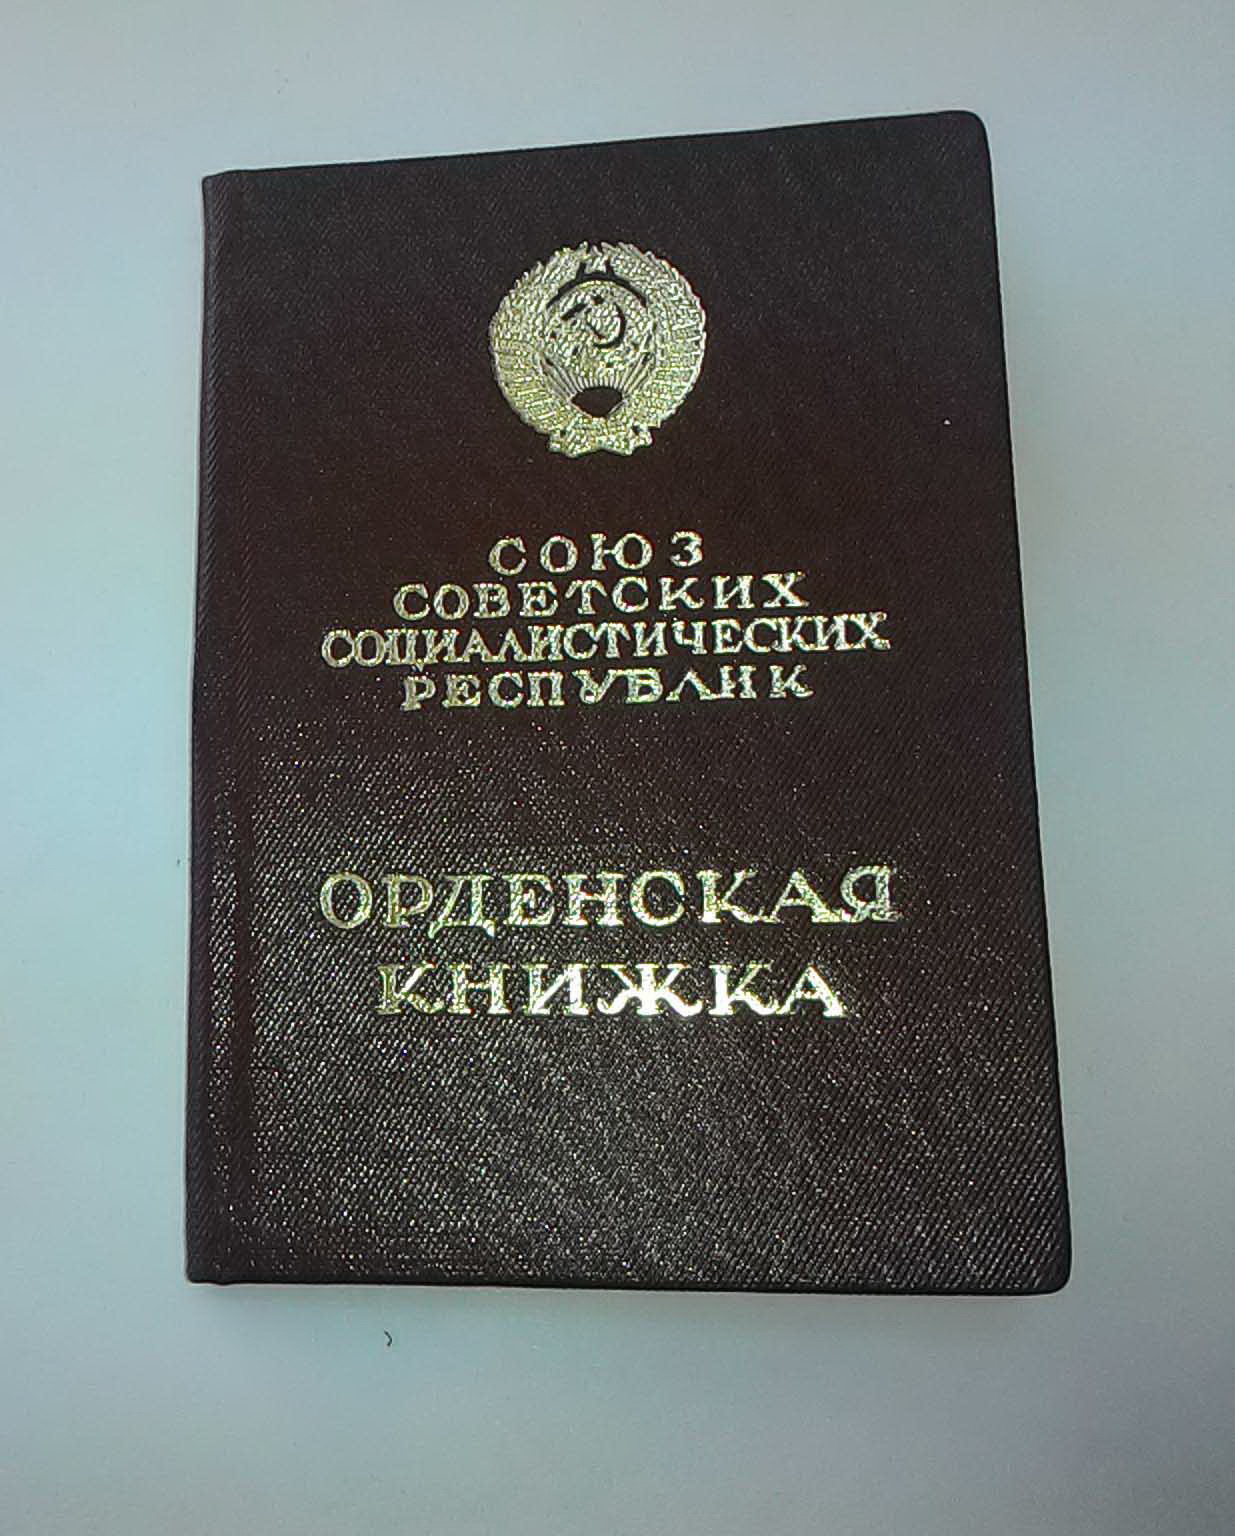 СОЮЗ
СОВЕТСКИХ
СОЦИАЛИСТИЧЕСКИХ
РЕСПУБЛИК
ОРДЕНСКАЯ
КНИЖКА